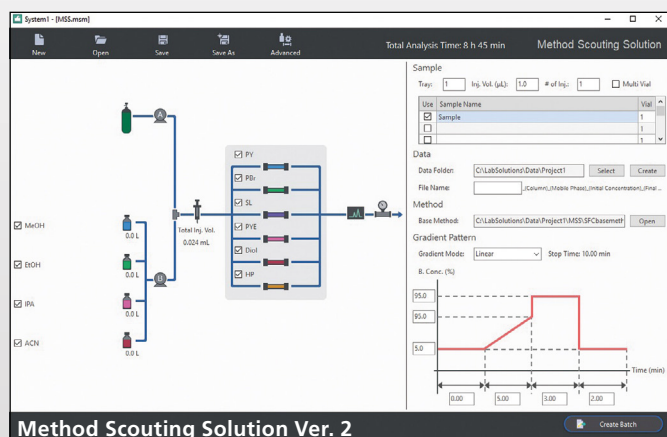 System1 - [MSS.msm]
New
Open
Save
Save As
Advanced
Total Analysis Time: 8 h 45 min
Method Scouting Solution
A
MeOH
EtOH
IPA
ACN
0.0 L
0.0 L
0.0 L
0.0 L
B
Total Inj. Vol.
0.024 mL
PY
PBr
SL
PYE
Diol
HP
Sample
Tray: 1 Inj. Vol. (µL): 1.0 # of Inj.: 1 Multi Vial
Use Sample Name Vial
Sample 1
1
1
Data
Data Folder: C:\LabSolutions\Data\Project1 Select Create
File Name: _(Column)_(Mobile Phase)_(Initial Concentration)_(Final ...
Method
Base Method: C:\LabSolutions\Data\Project1\MSS\SFCbasemeth Open
Gradient Pattern
Gradient Mode: Linear Stop Time: 10.00 min
B. Conc. (%)
95.0
95.0
5.0
Time (min)
0.00 5.00 3.00 2.00
Method Scouting Solution Ver. 2
Create Batch